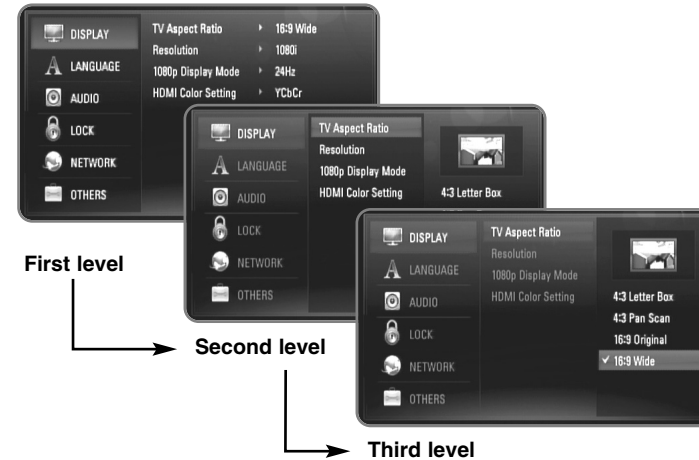 DISPLAY
LANGUAGE
AUDIO
LOCK
NETWORK
OTHERS
TV Aspect Ratio 16:9 Wide
Resolution 1080i
1080p Display Mode 24Hz
HDMI Color Setting YCbCr
First level
DISPLAY
LANGUAGE
AUDIO
LOCK
NETWORK
OTHERS
TV Aspect Ratio
Resolution
1080p Display Mode
HDMI Color Setting
4:3 Letter Box
Second level
DISPLAY
LANGUAGE
AUDIO
LOCK
NETWORK
OTHERS
TV Aspect Ratio
Resolution
1080p Display Mode
HDMI Color Setting
4:3 Letter Box
4:3 Pan Scan
16:9 Original
✓ 16:9 Wide
Third level